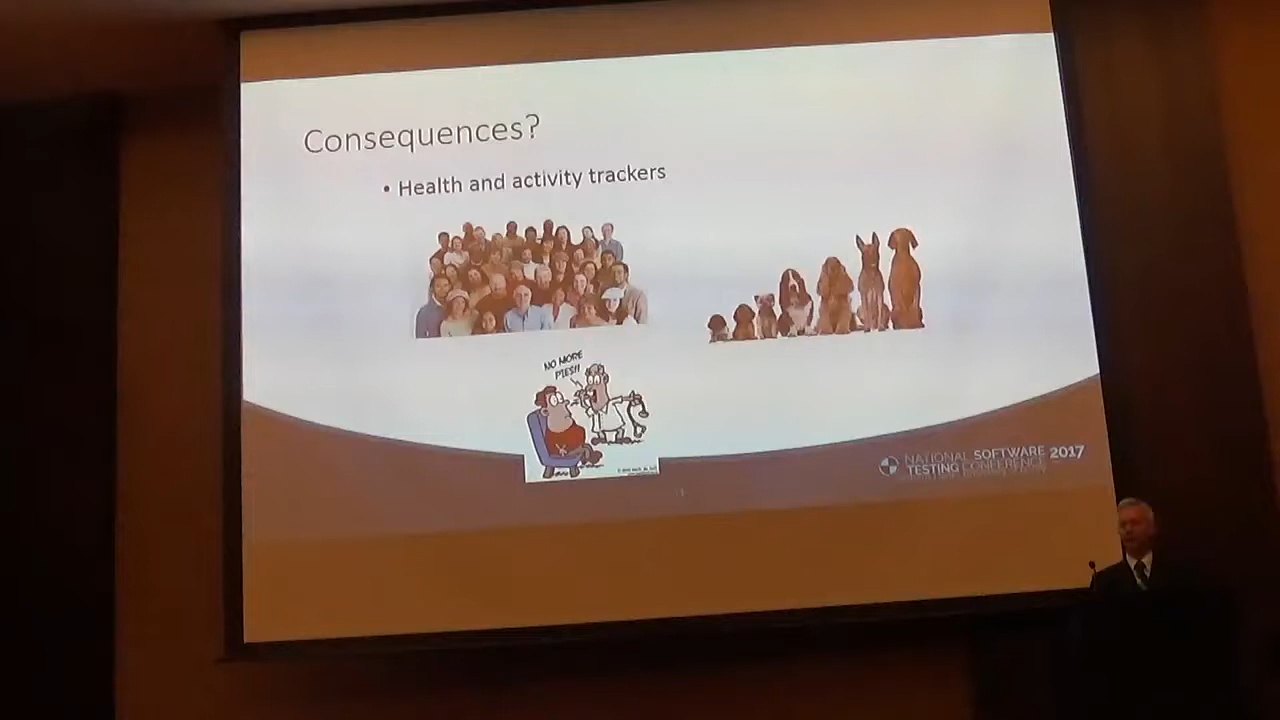 Consequences?
• Health and activity trackers
NO MORE
PIES!!
NATIONAL SOFTWARE
TESTING CONFERENCE 2017